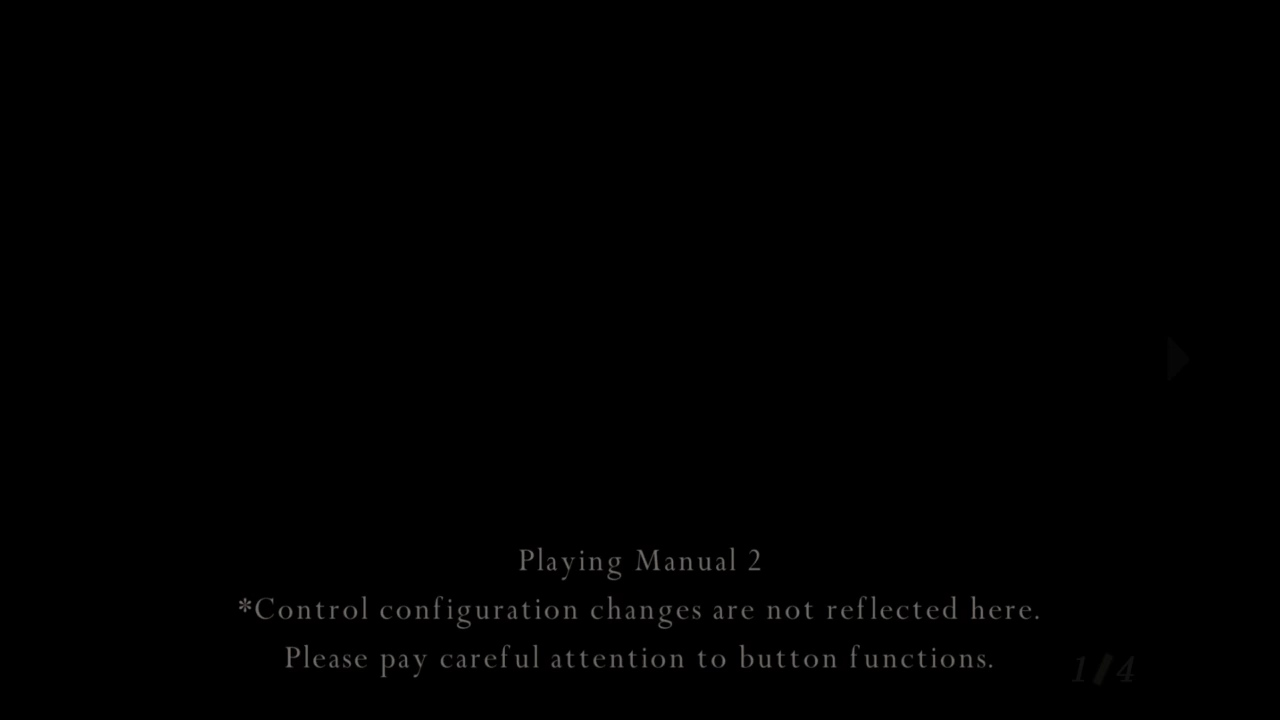 Playing Manual 2
*Control configuration changes are not reflected here.
Please pay careful attention to button functions.
1/4